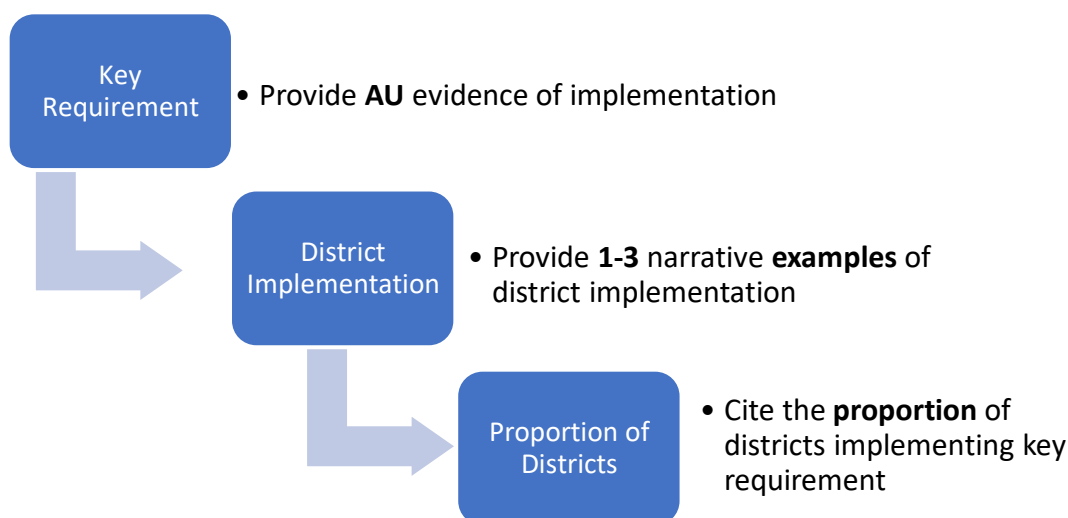 Key
Requirement
• Provide AU evidence of implementation
District
Implementation
• Provide 1-3 narrative examples of
district implementation
Proportion of
Districts
• Cite the proportion of
districts implementing key
requirement